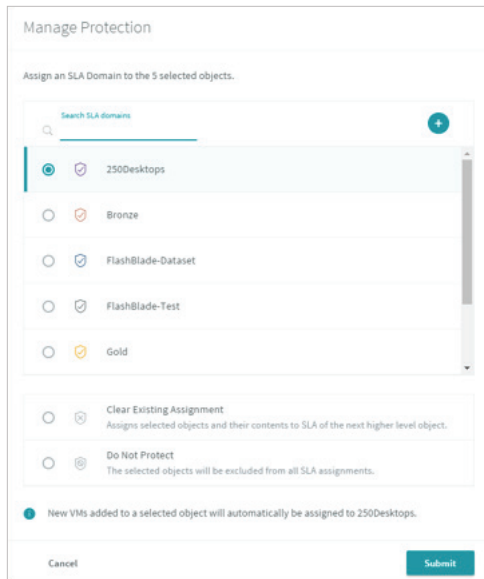 Manage Protection
Assign an SLA Domain to the 5 selected objects.
Search SLA domains
250Desktops
Bronze
FlashBlade-Dataset
FlashBlade-Test
Gold
Clear Existing Assignment
Assigns selected objects and their contents to SLA of the next higher level object.
Do Not Protect
The selected objects will be excluded from all SLA assignments.
New VMs added to a selected object will automatically be assigned to 250Desktops.
Cancel
Submit